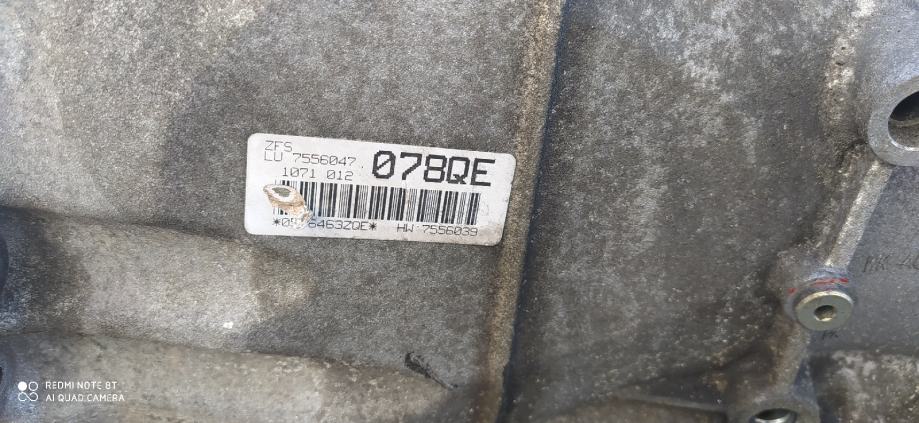 ZFS
LU 7556047
078QE
1071 012
HW 7556039
REDMI NOTE 8T
AI QUAD CAMERA